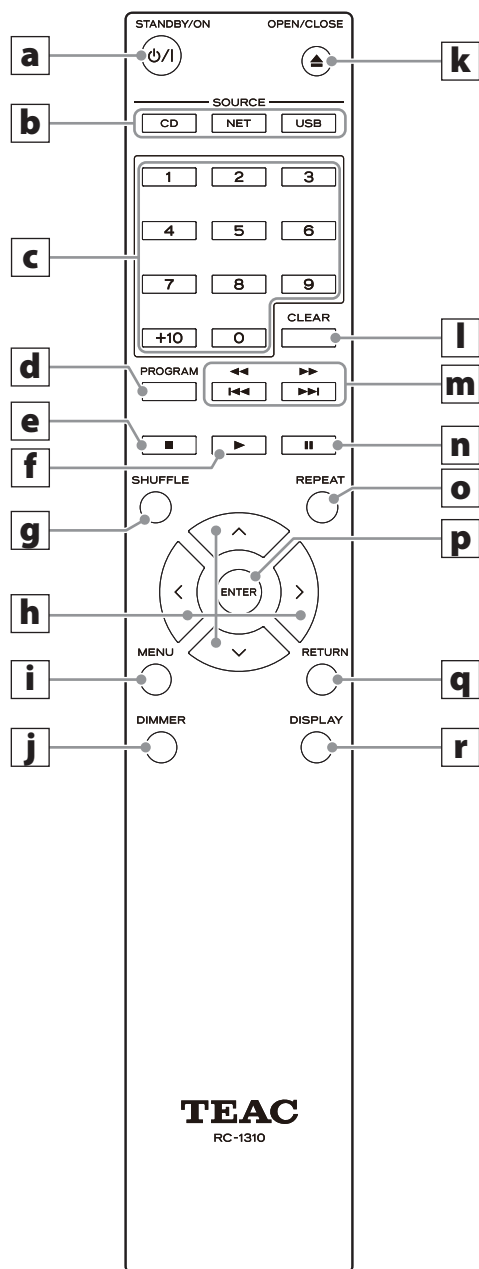 STANDBY/ON OPEN/CLOSE
a k
SOURCE
b CD NET USB
1 2 3
4 5 6
c
7 8 9
CLEAR
+10 0 l
d PROGRAM m
e n
f
SHUFFLE REPEAT
g o
p
h ENTER
MENU RETURN
i q
DIMMER DISPLAY
j r
TEAC
RC-1310